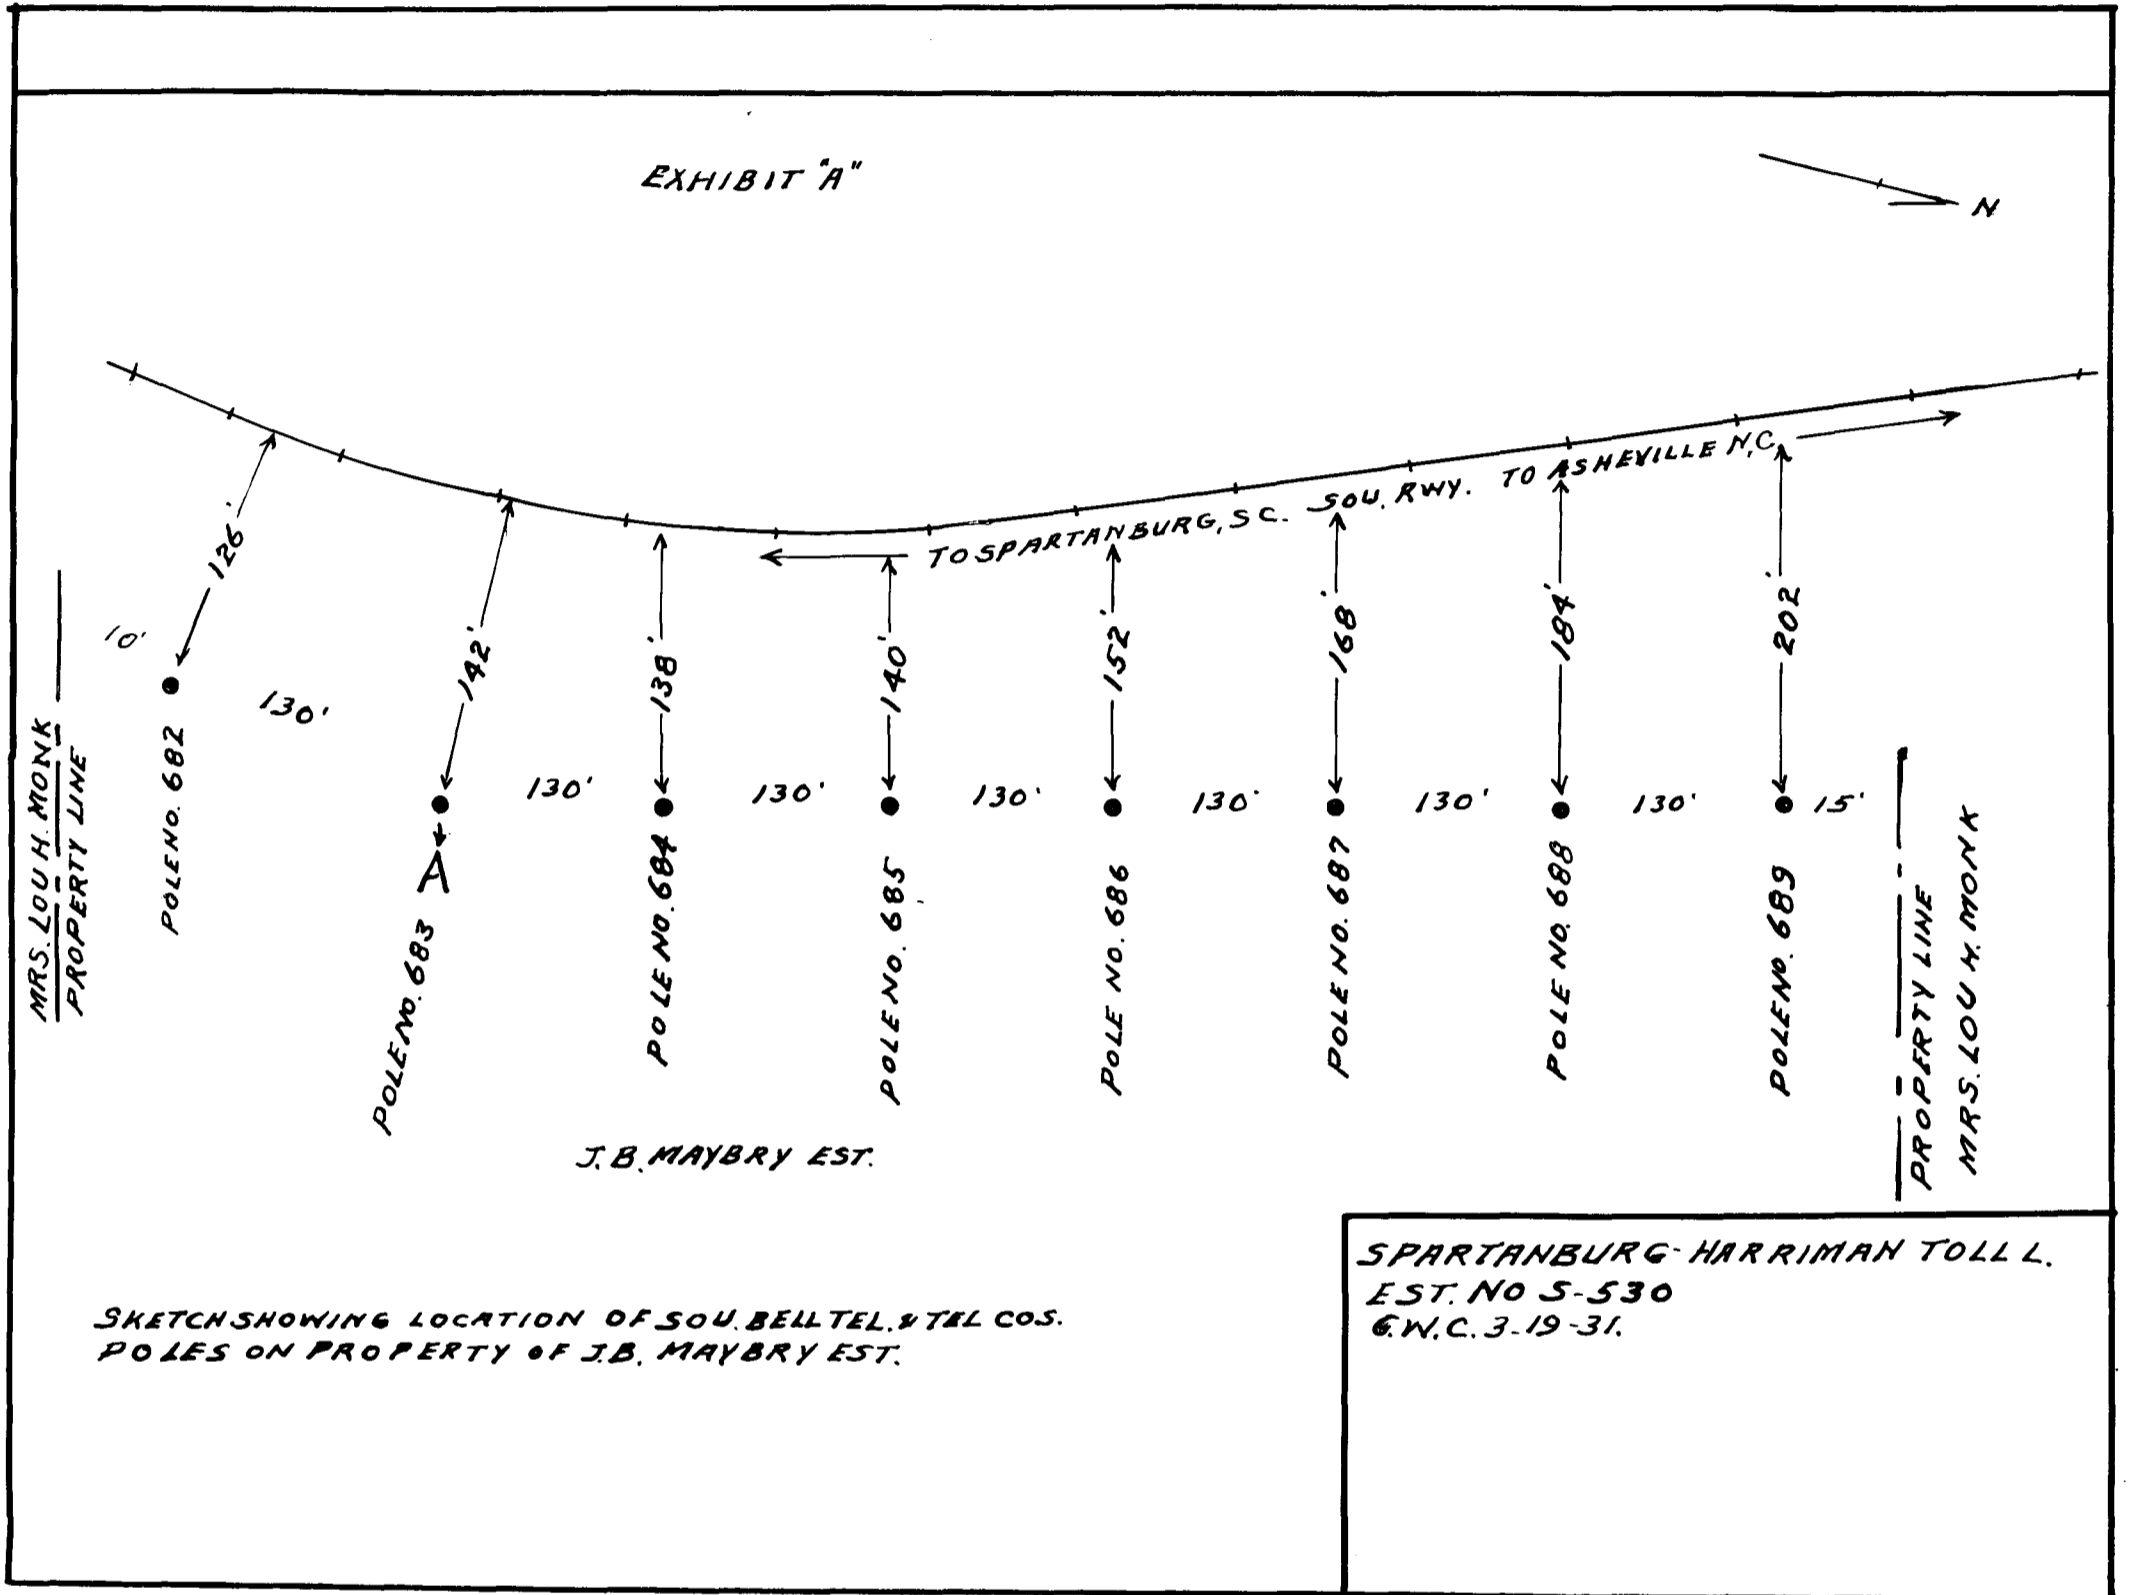 EXHIBIT "A"
N
TO SPARTANBURG, S C. SOU. RWY. TO ASHEVILLE N.C.
126'
142'
138'
140'
152'
168'
184'
202'
10'
130'
130'
130'
130'
130'
130'
130'
15'
MRS. LOU H. MONK
PROPERTY LINE
POLE NO. 682
POLE NO. 683
A
POLE NO. 684
POLE NO. 685
POLE NO. 686
POLE NO. 687
POLE NO. 688
POLE NO. 689
PROPERTY LINE
MRS. LOU H. MONK
J.B. MAYBRY EST.
SKETCH SHOWING LOCATION OF SOU. BELL TEL. & TEL COS.
POLES ON PROPERTY OF J.B. MAYBRY EST.
SPARTANBURG-HARRIMAN TOLL L.
EST. NO S-530
G.W.C. 3-19-31.